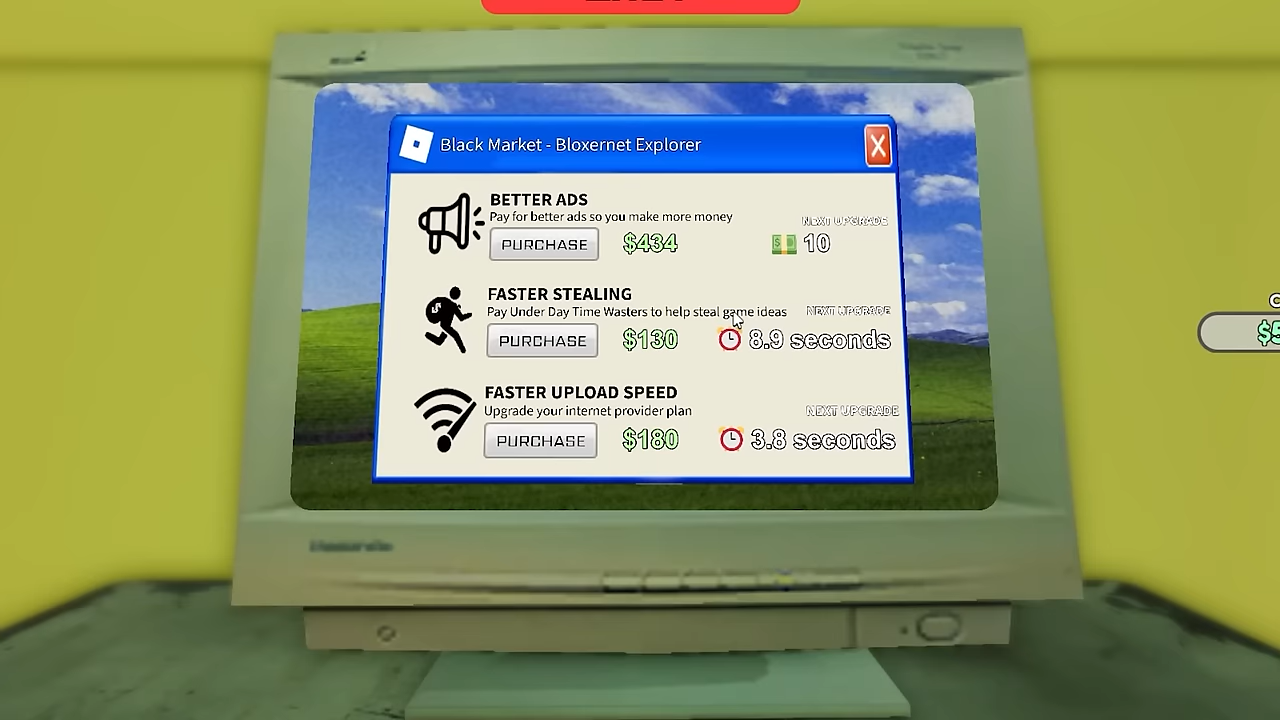 Black Market - Bloxernet Explorer
BETTER ADS
Pay for better ads so you make more money
NEXT UPGRADE
PURCHASE $434 10
FASTER STEALING
Pay Under Day Time Wasters to help steal game ideas
NEXT UPGRADE
PURCHASE $130 8.9 seconds
FASTER UPLOAD SPEED
Upgrade your internet provider plan
NEXT UPGRADE
PURCHASE $180 3.8 seconds